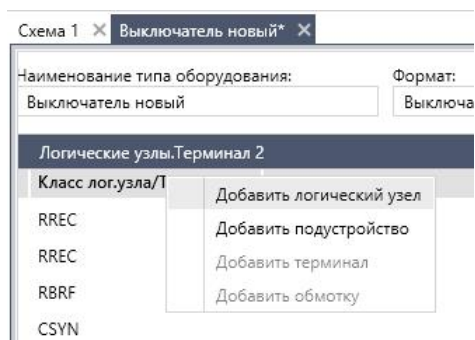 Схема 1 Выключатель новый*
Наименование типа оборудования: Формат:
Выключатель новый Выключа
Логические узлы.Терминал 2
Класс лог.узла/Т
Добавить логический узел
RREC
Добавить подустройство
RREC
Добавить терминал
RBRF
Добавить обмотку
CSYN